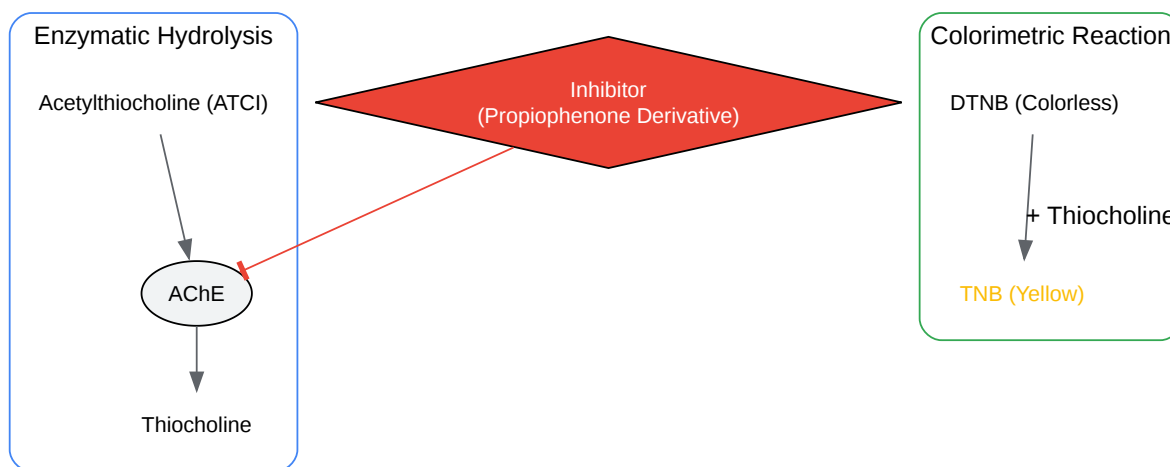 Enzymatic Hydrolysis
Acetylthiocholine (ATCI)
AChE
Thiocholine
Inhibitor
(Propiophenone Derivative)
Colorimetric Reaction
DTNB (Colorless)
+ Thiocholine
TNB (Yellow)